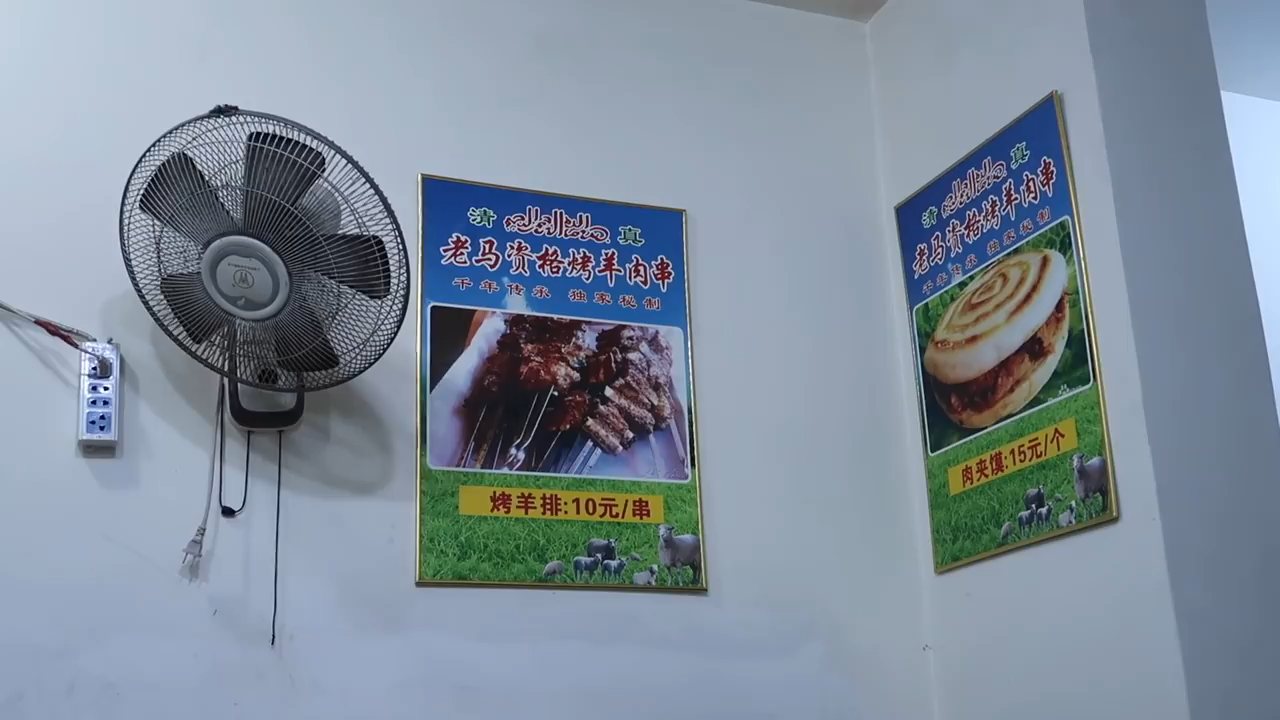 清 真
老马资格烤羊肉串
千年传承 独家秘制
烤羊排:10元/串
清 真
老马资格烤羊肉串
千年传承 独家秘制
肉夹馍:15元/个